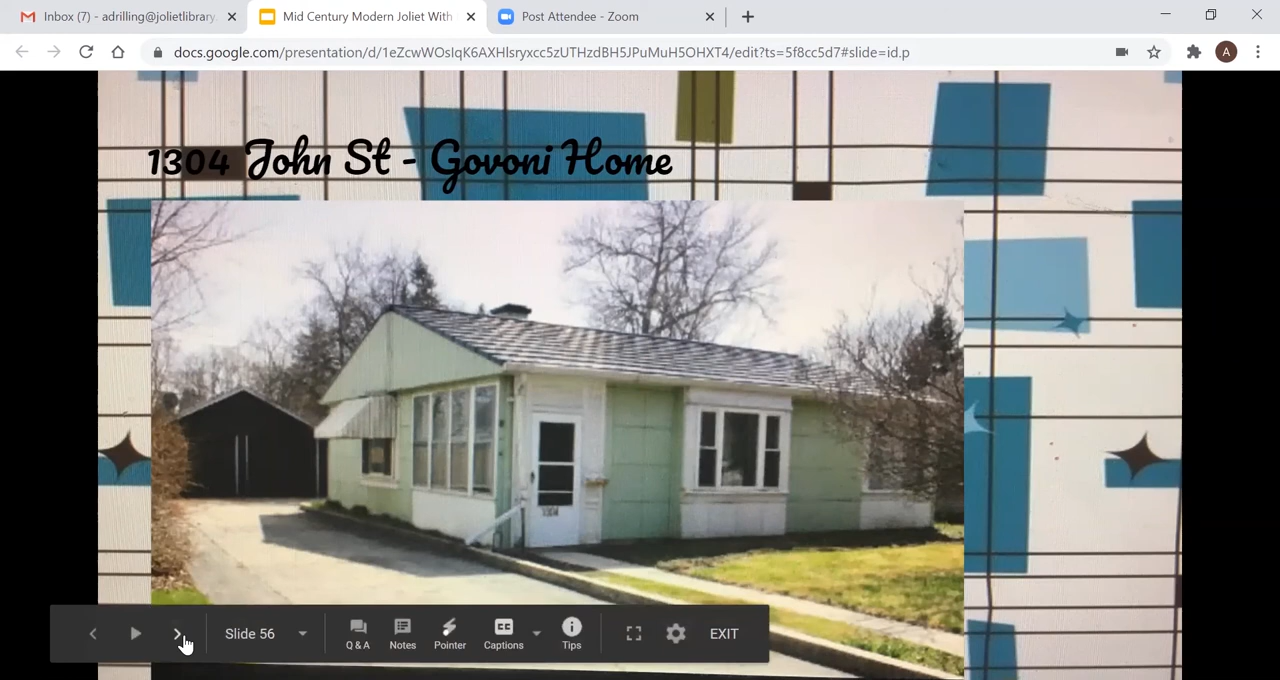 Inbox (7) - adrilling@jolietlibrary.
Mid Century Modern Joliet With
Post Attendee - Zoom
docs.google.com/presentation/d/1eZcwWOsIqK6AXHIsryxcc5zUTHzdBH5JPuMuH5OHXT4/edit?ts=5f8cc5d7#slide=id.p
A
1304 John St - Govoni Home
1304
Slide 56
Q & A
Notes
Pointer
Captions
Tips
EXIT